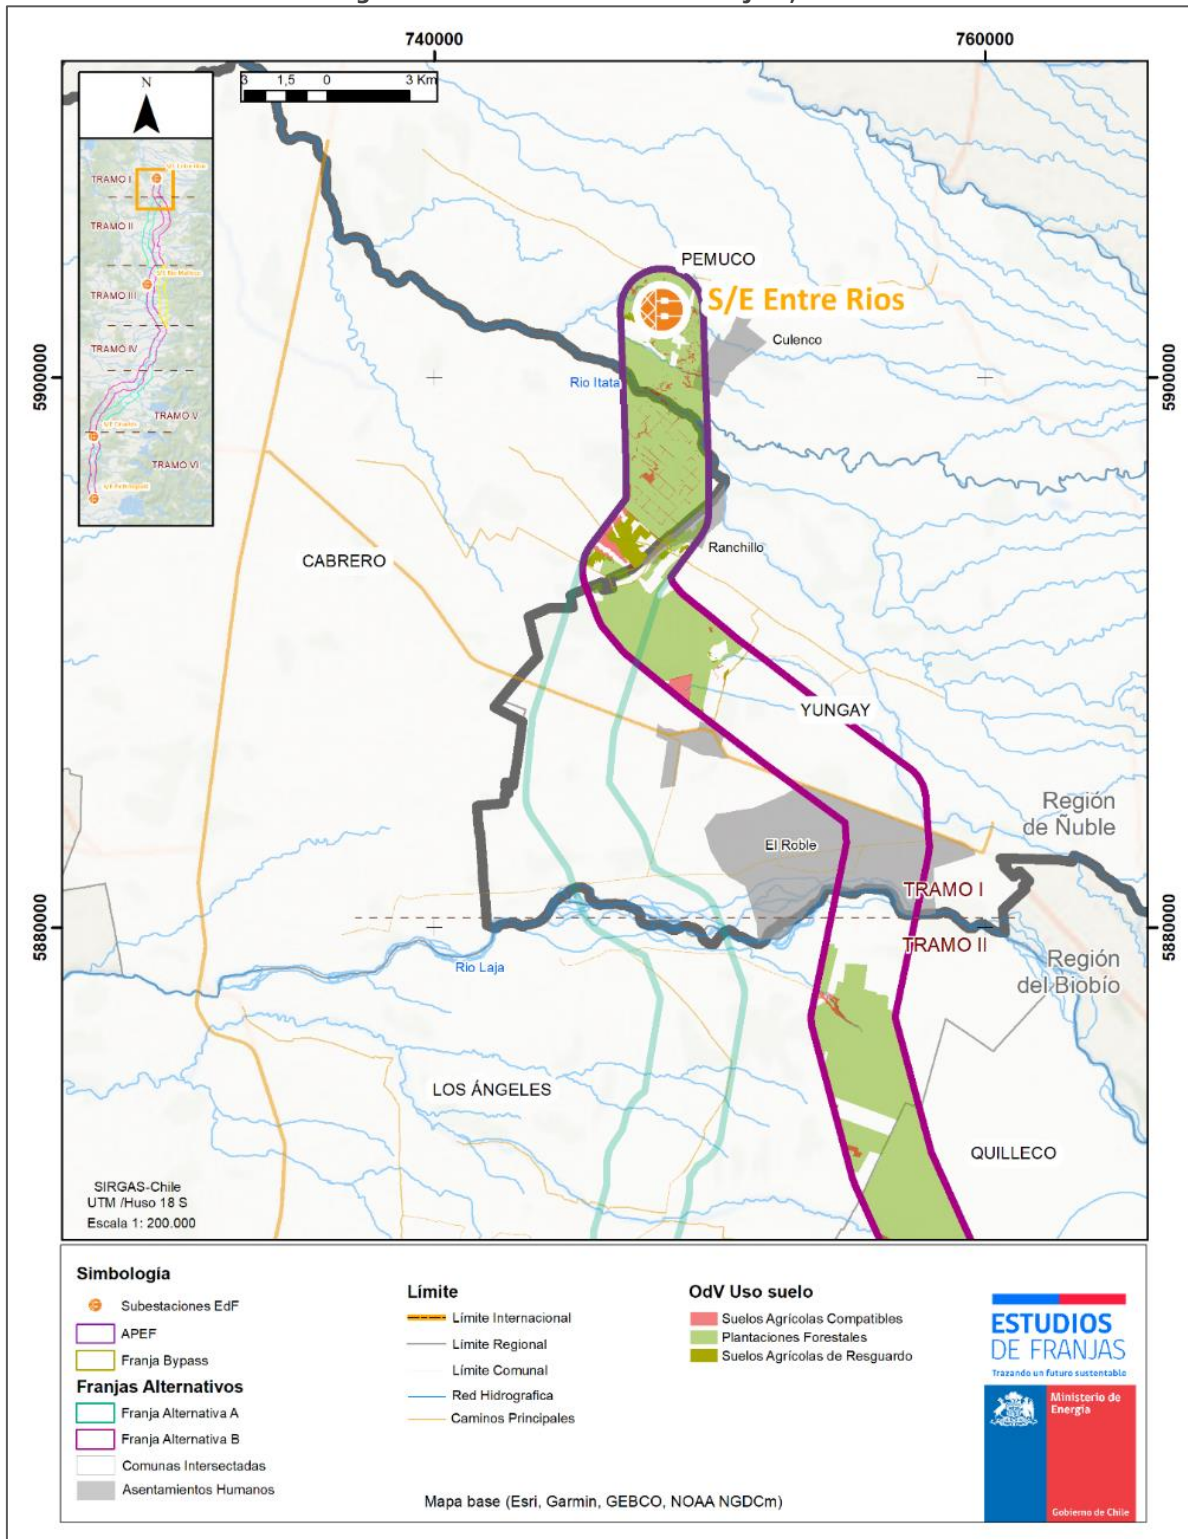 740000
760000
N
3 1,5 0 3 Km
TRAMO I
TRAMO II
TRAMO III
TRAMO IV
TRAMO V
TRAMO VI
PEMUCO
S/E Entre Rios
Culenco
5900000
5900000
Rio Itata
CABRERO
Ranchillo
YUNGAY
Región
de Ñuble
El Roble
TRAMO I
5880000
5880000
TRAMO II
Región
del Biobío
Rio Laja
LOS ÁNGELES
QUILLECO
SIRGAS-Chile
UTM /Huso 18 S
Escala 1: 200.000
Simbología
Subestaciones EdF
APEF
Franja Bypass
Franjas Alternativos
Franja Alternativa A
Franja Alternativa B
Comunas Intersectadas
Asentamientos Humanos
Límite
Límite Internacional
Límite Regional
Límite Comunal
Red Hidrografica
Caminos Principales
OdV Uso suelo
Suelos Agrícolas Compatibles
Plantaciones Forestales
Suelos Agrícolas de Resguardo
Mapa base (Esri, Garmin, GEBCO, NOAA NGDCm)
ESTUDIOS
DE FRANJAS
Trazando un futuro sustentable
Ministerio de
Energía
Gobierno de Chile